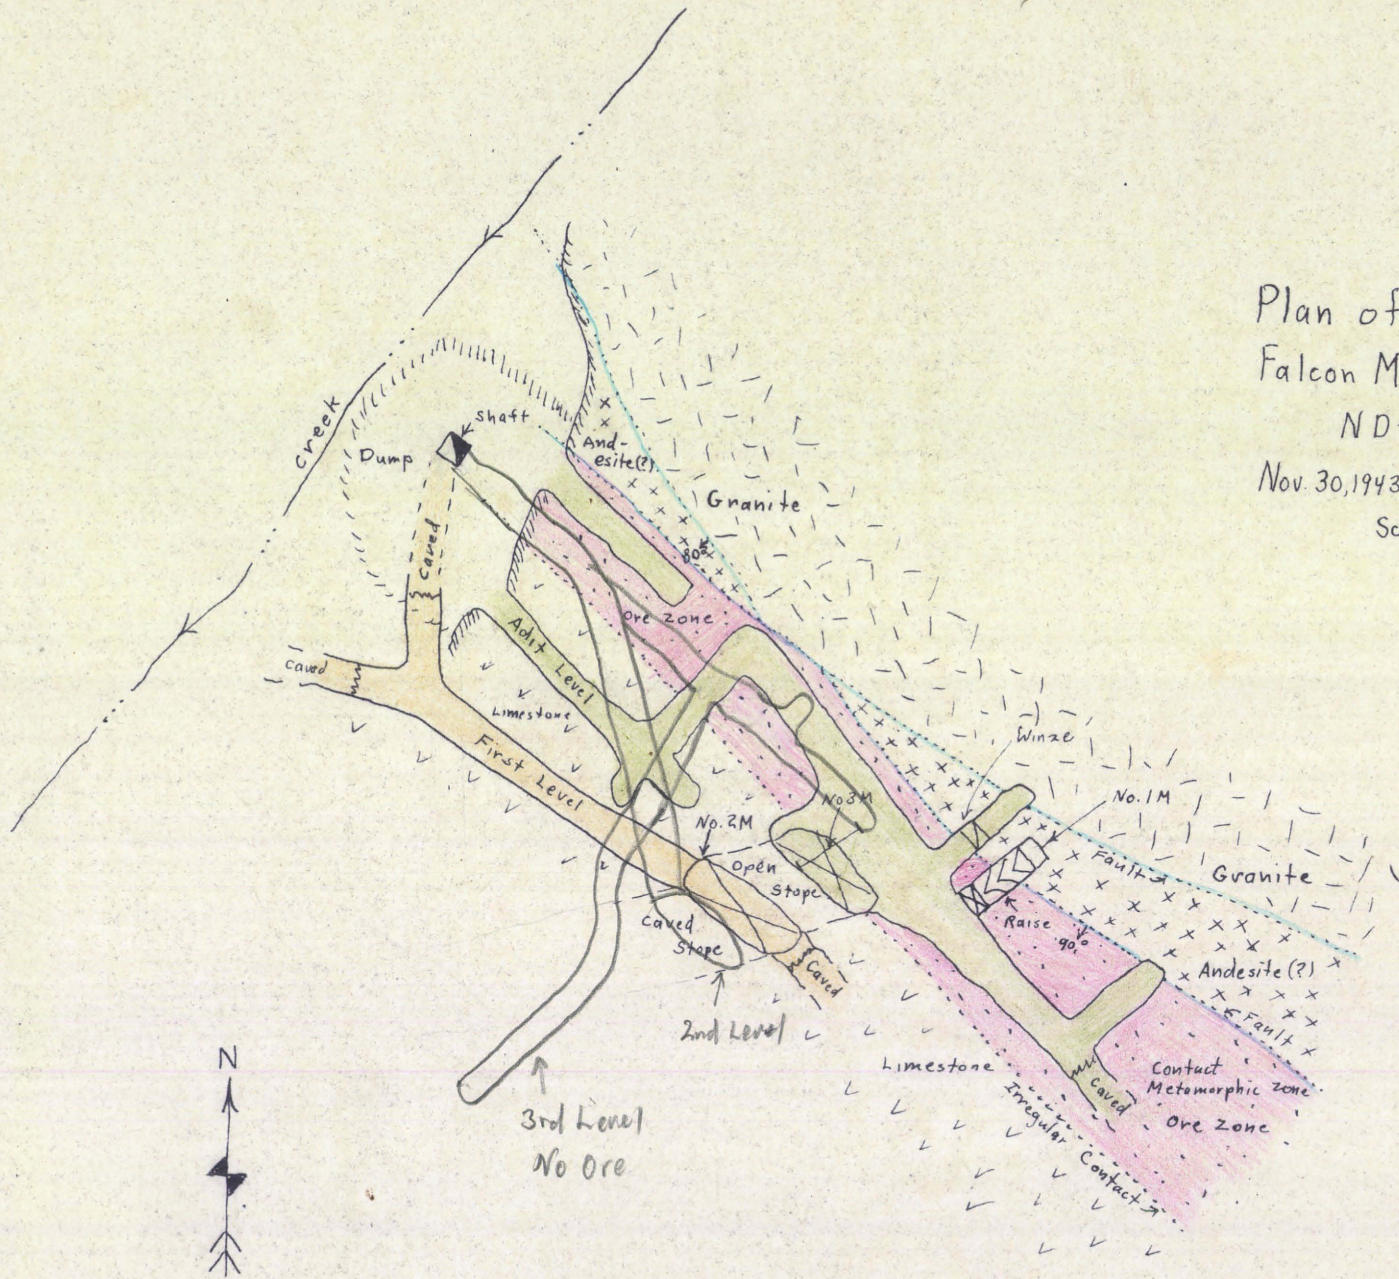 Plan of
Falcon M
ND
Nov. 30, 1943
Sc
Creek
Shaft
Dump
And-
esite(?)
Granite
80°
Caved
Ore Zone
Adit Level
Caved
Limestone
First Level
Winze
No. 1M
No. 2M
No 3M
Open
Stope
Fault
Granite
Raise
90°
Caved
Stope
Caved
Andesite(?)
Fault
2nd Level
Limestone
Contact
Metamorphic Zone
Caved
Ore Zone
Irregular Contact
3rd Level
No Ore
N